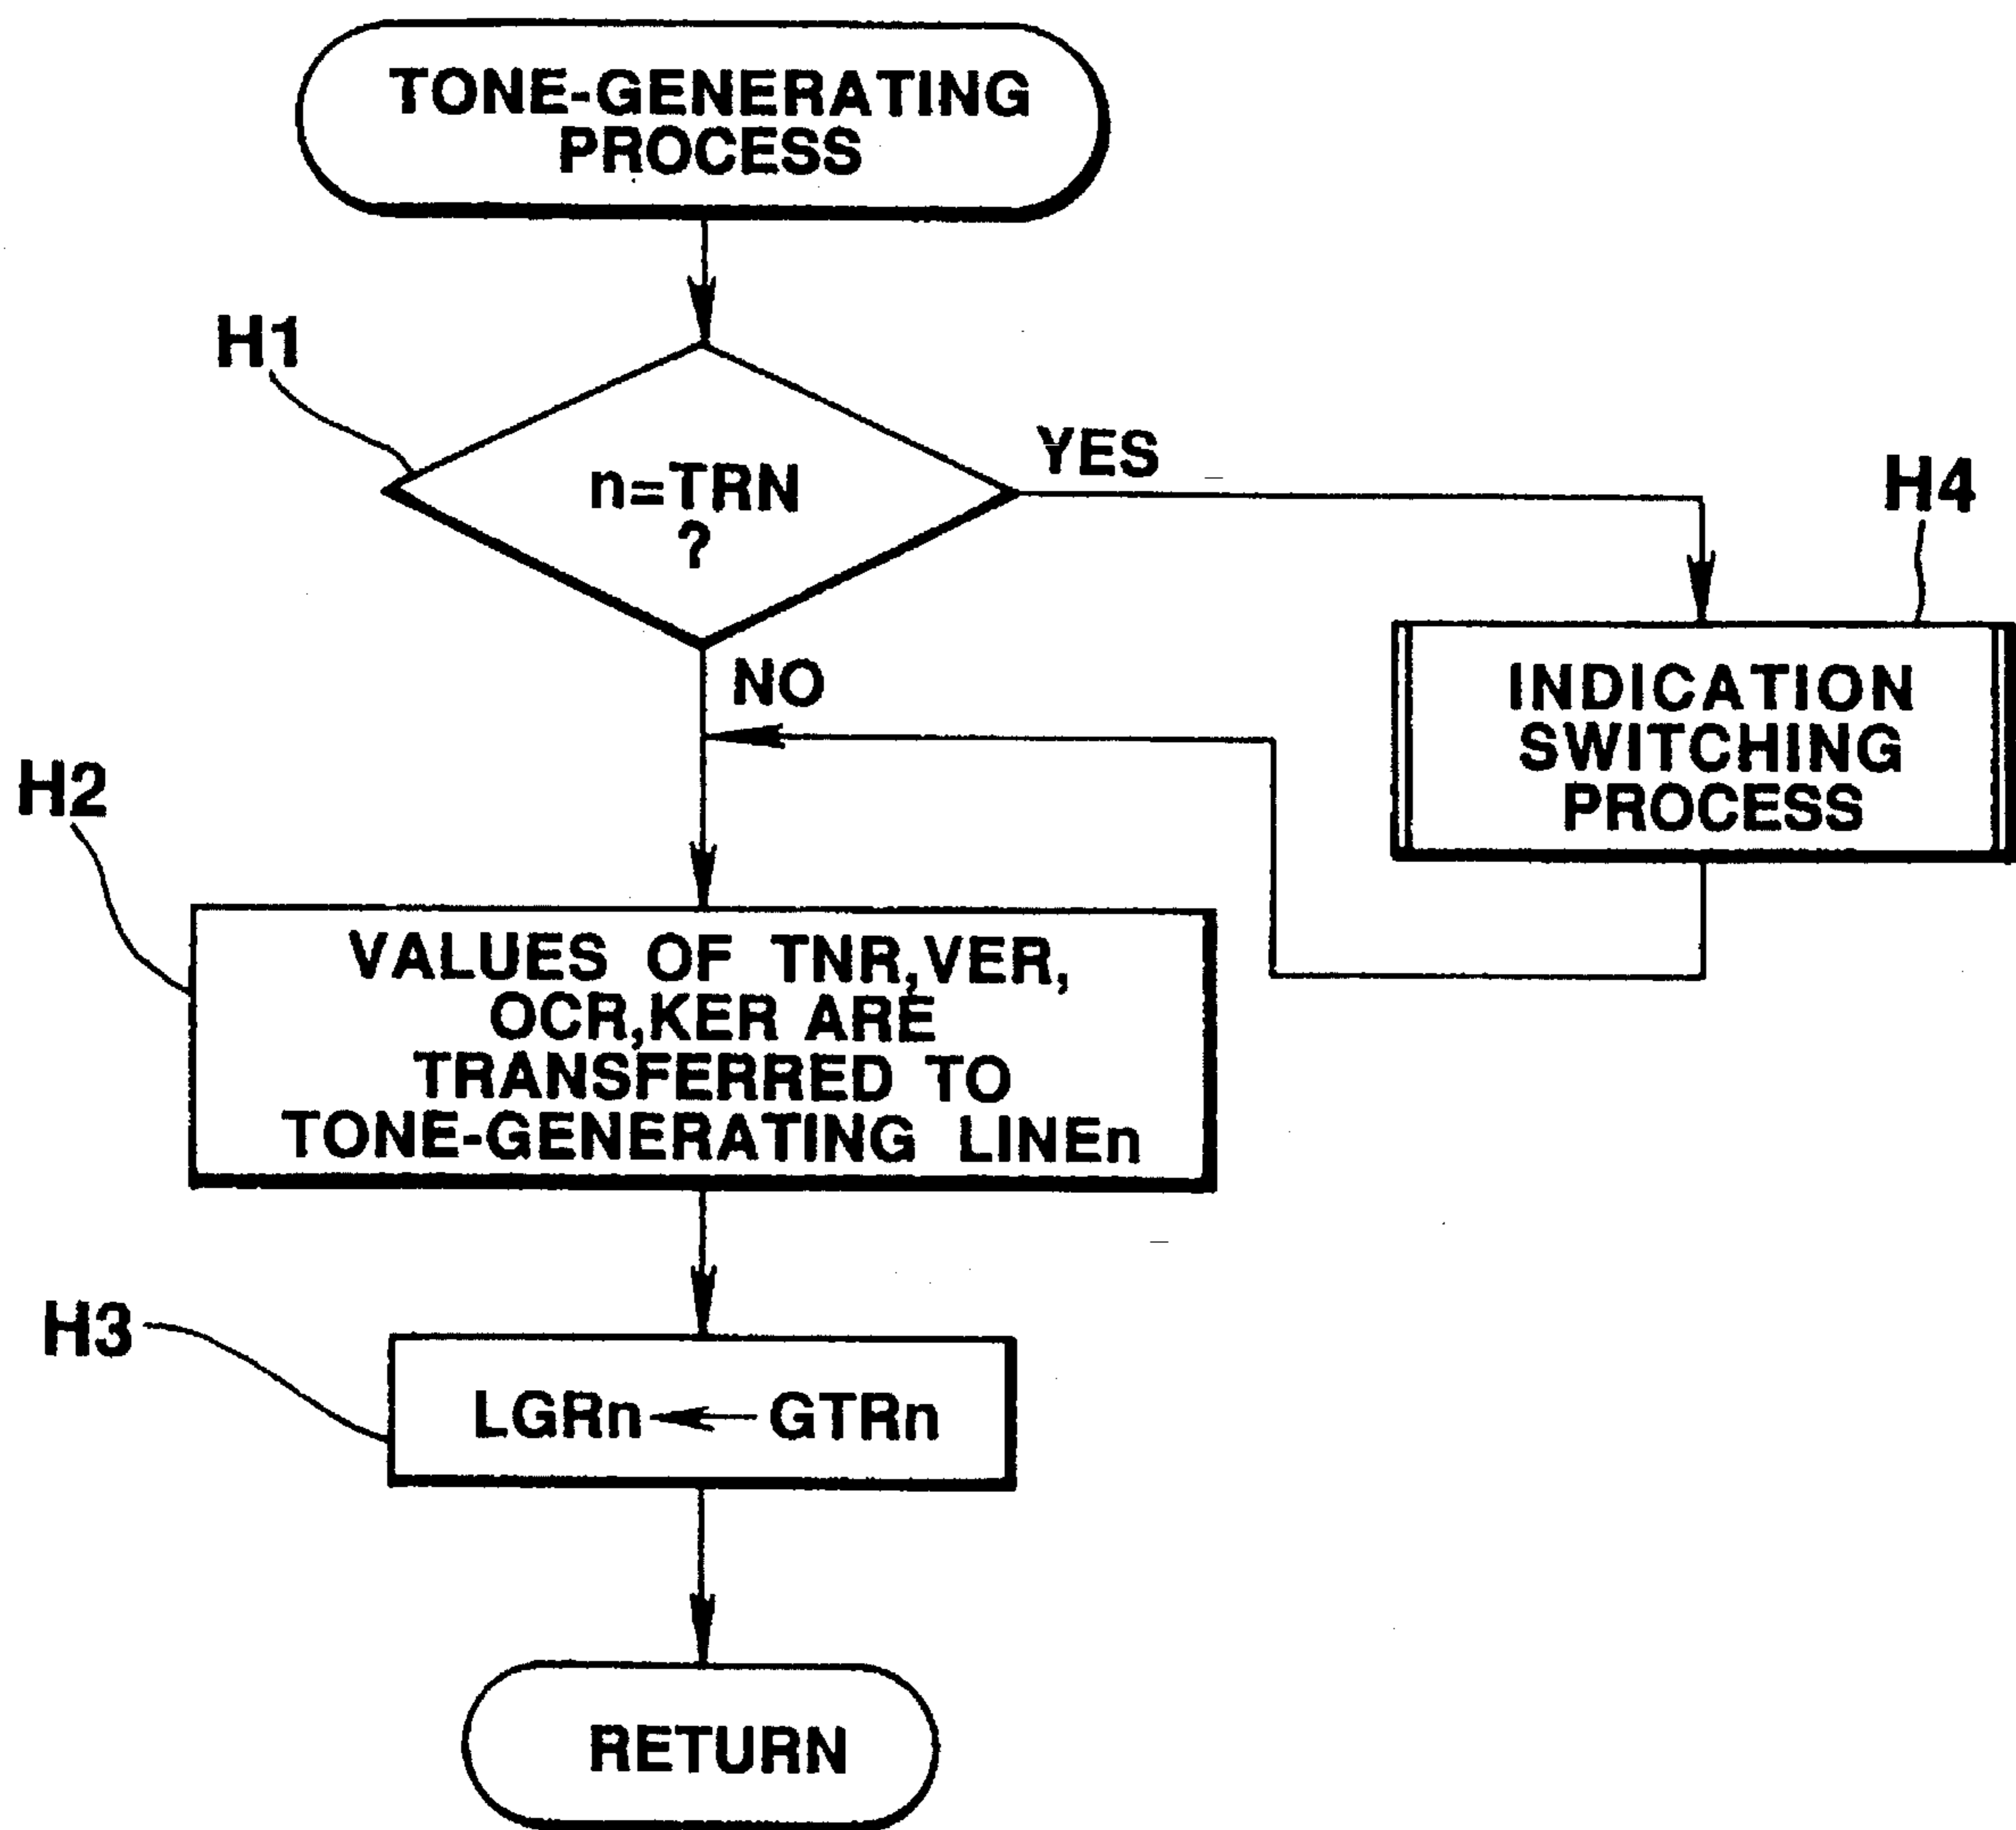 TONE-GENERATING
PROCESS
H1
n=TRN
?
YES
H4
NO
INDICATION
SWITCHING
PROCESS
H2
VALUES OF TNR,VER,
OCR,KER ARE
TRANSFERRED TO
TONE-GENERATING LINEn
H3
LGRn ← GTRn
RETURN